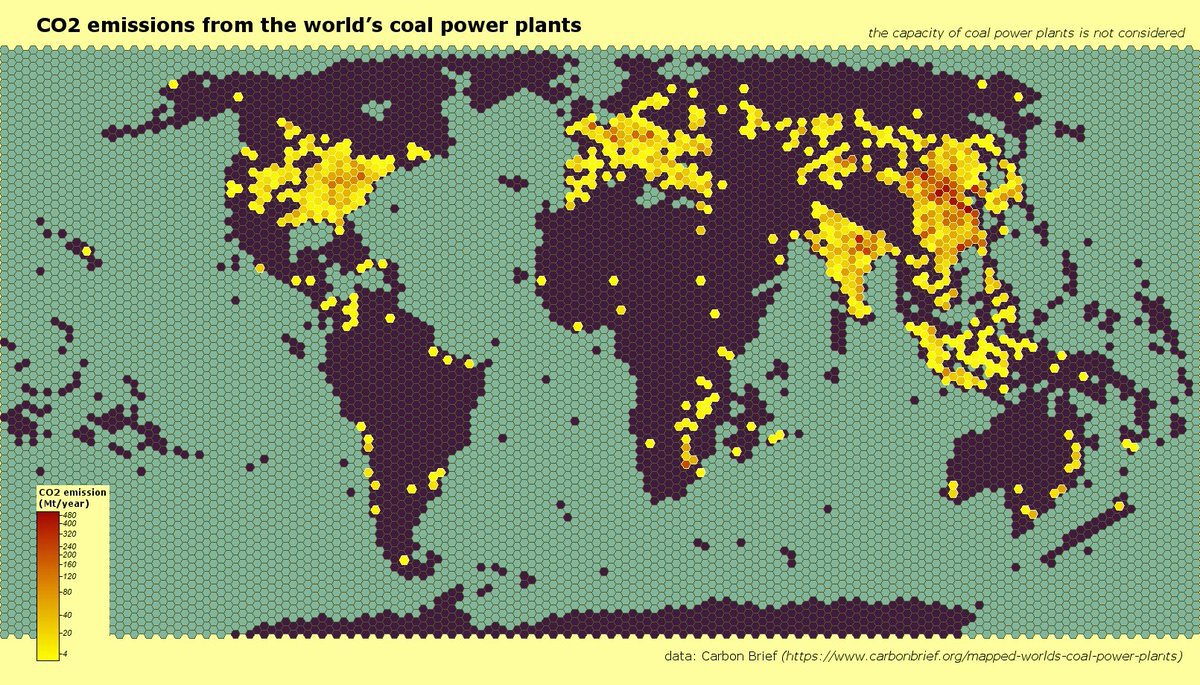 CO2 emissions from the world’s coal power plants
the capacity of coal power plants is not considered
CO2 emission
(Mt/year)
480
400
320
240
200
160
120
80
40
20
4
data: Carbon Brief (https://www.carbonbrief.org/mapped-worlds-coal-power-plants)